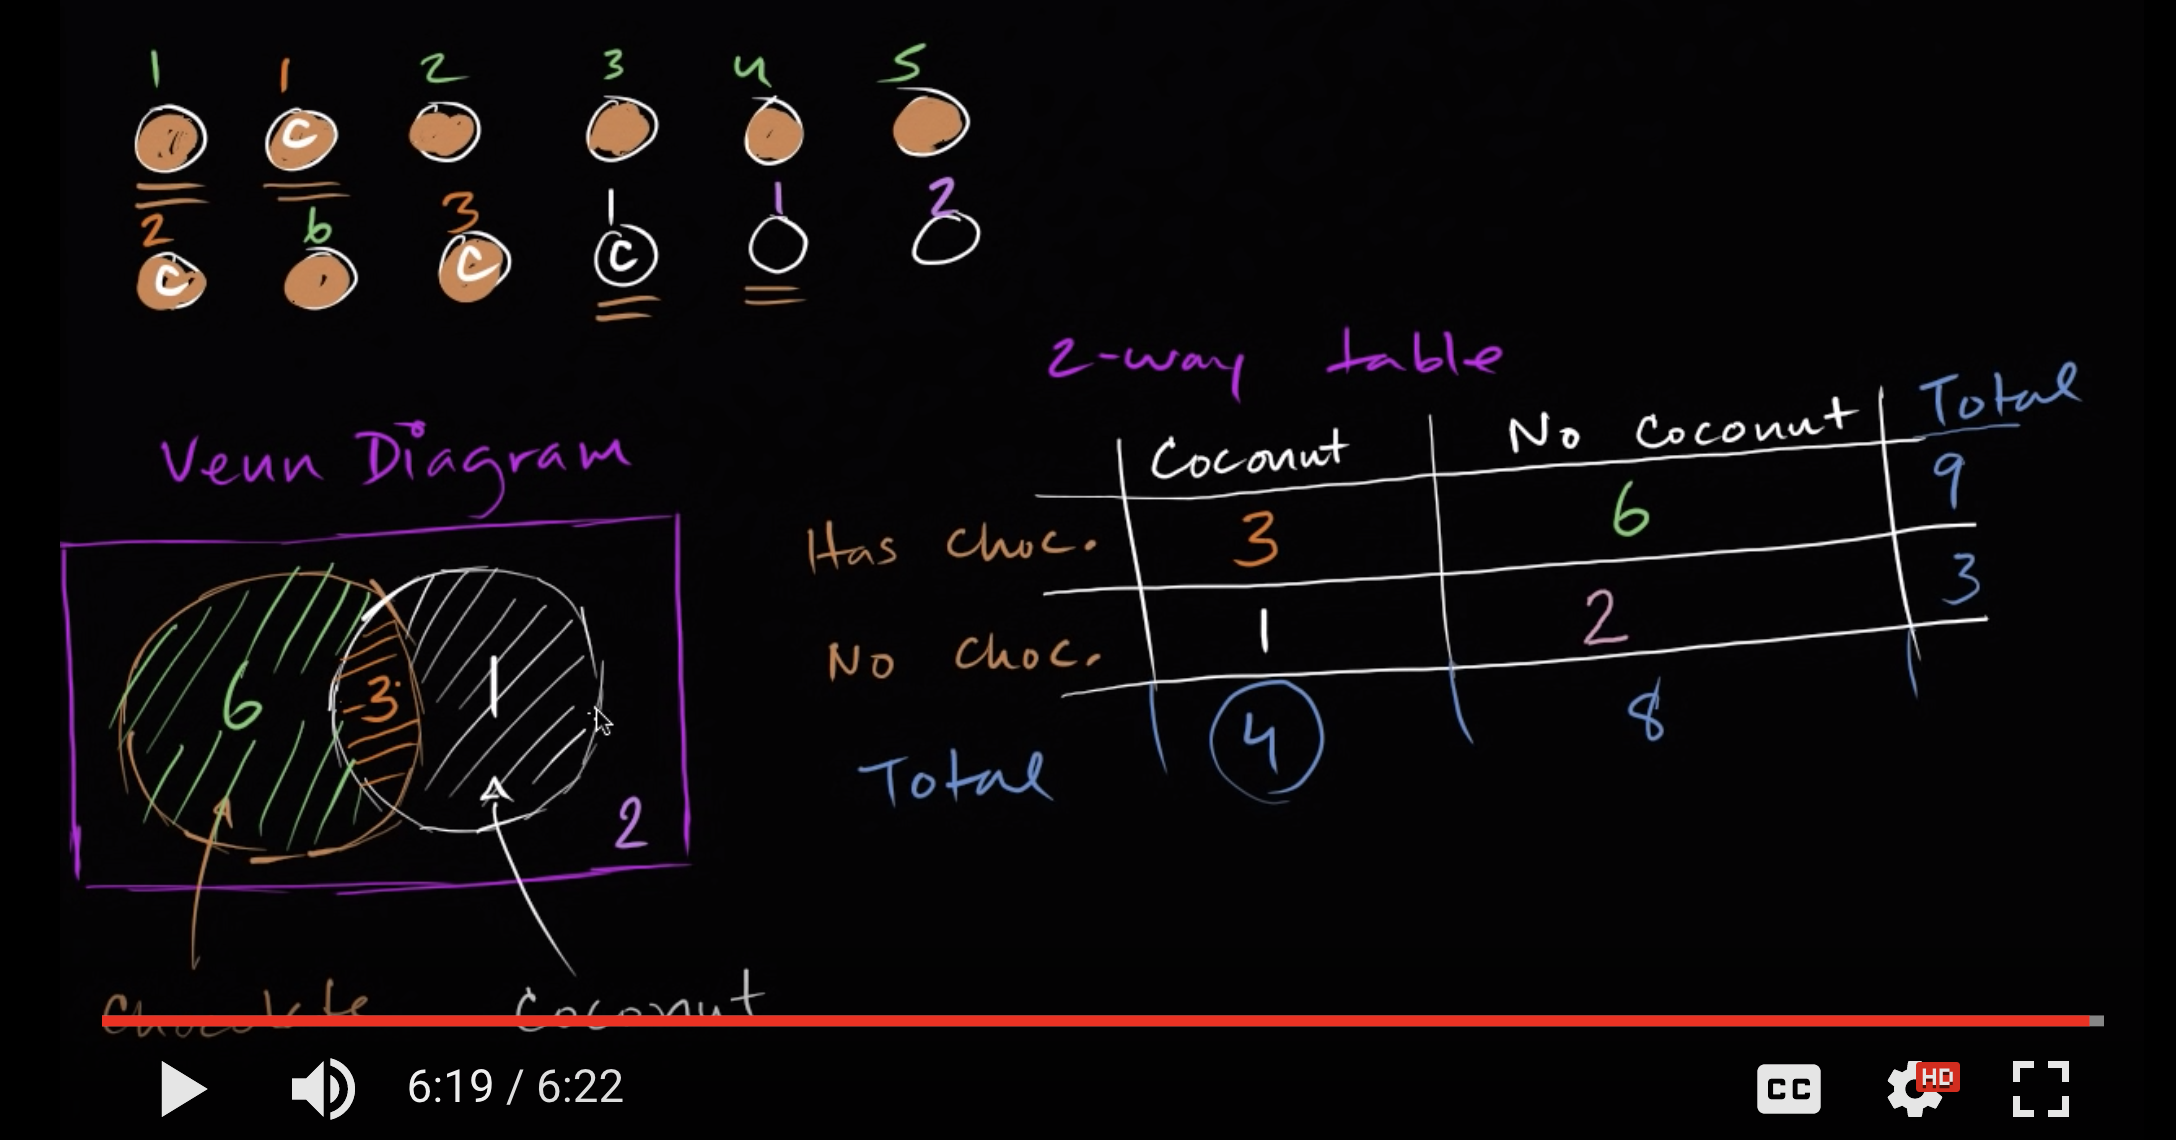 1 1 2 3 4 5
C
2 6 3 1 1 2
C C C
2-way table
Coconut No Coconut Total
Has choc. 3 6 9
No choc. 1 2 3
Total 4 8
Venn Diagram
6 3 1
2
Chocolate Coconut
6:19 / 6:22 CC HD